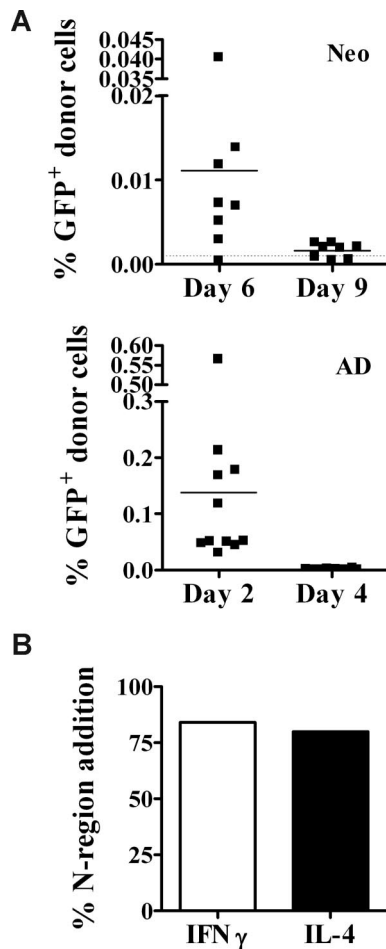 A
Neo
% GFP+ donor cells
0.045
0.040
0.035
0.02
0.01
0.00
Day 6 Day 9
AD
% GFP+ donor cells
0.60
0.55
0.50
0.3
0.2
0.1
0.0
Day 2 Day 4
B
% N-region addition
100
75
50
25
0
IFN γ IL-4